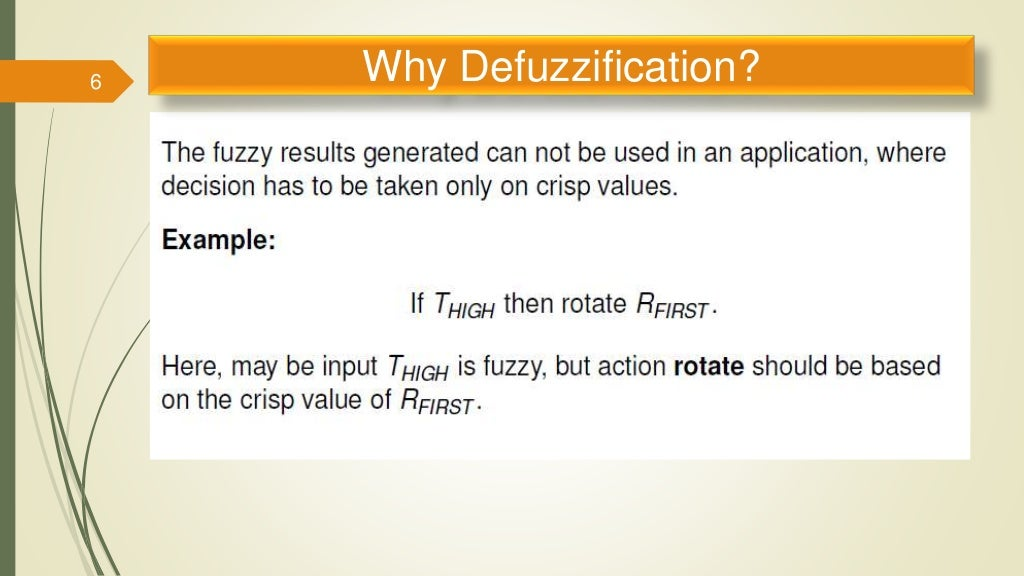 6
Why Defuzzification?
The fuzzy results generated can not be used in an application, where
decision has to be taken only on crisp values.
Example:
If THIGH then rotate RFIRST.
Here, may be input THIGH is fuzzy, but action rotate should be based
on the crisp value of RFIRST.